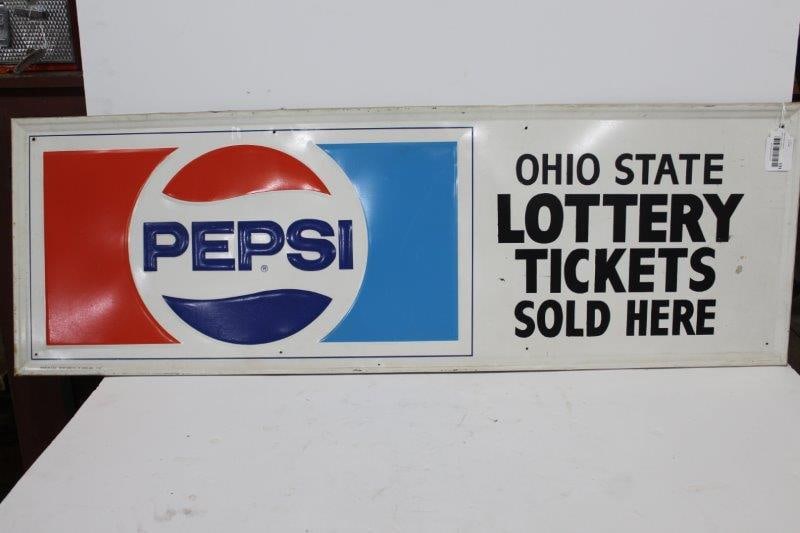 PEPSI
®
OHIO STATE
LOTTERY
TICKETS
SOLD HERE